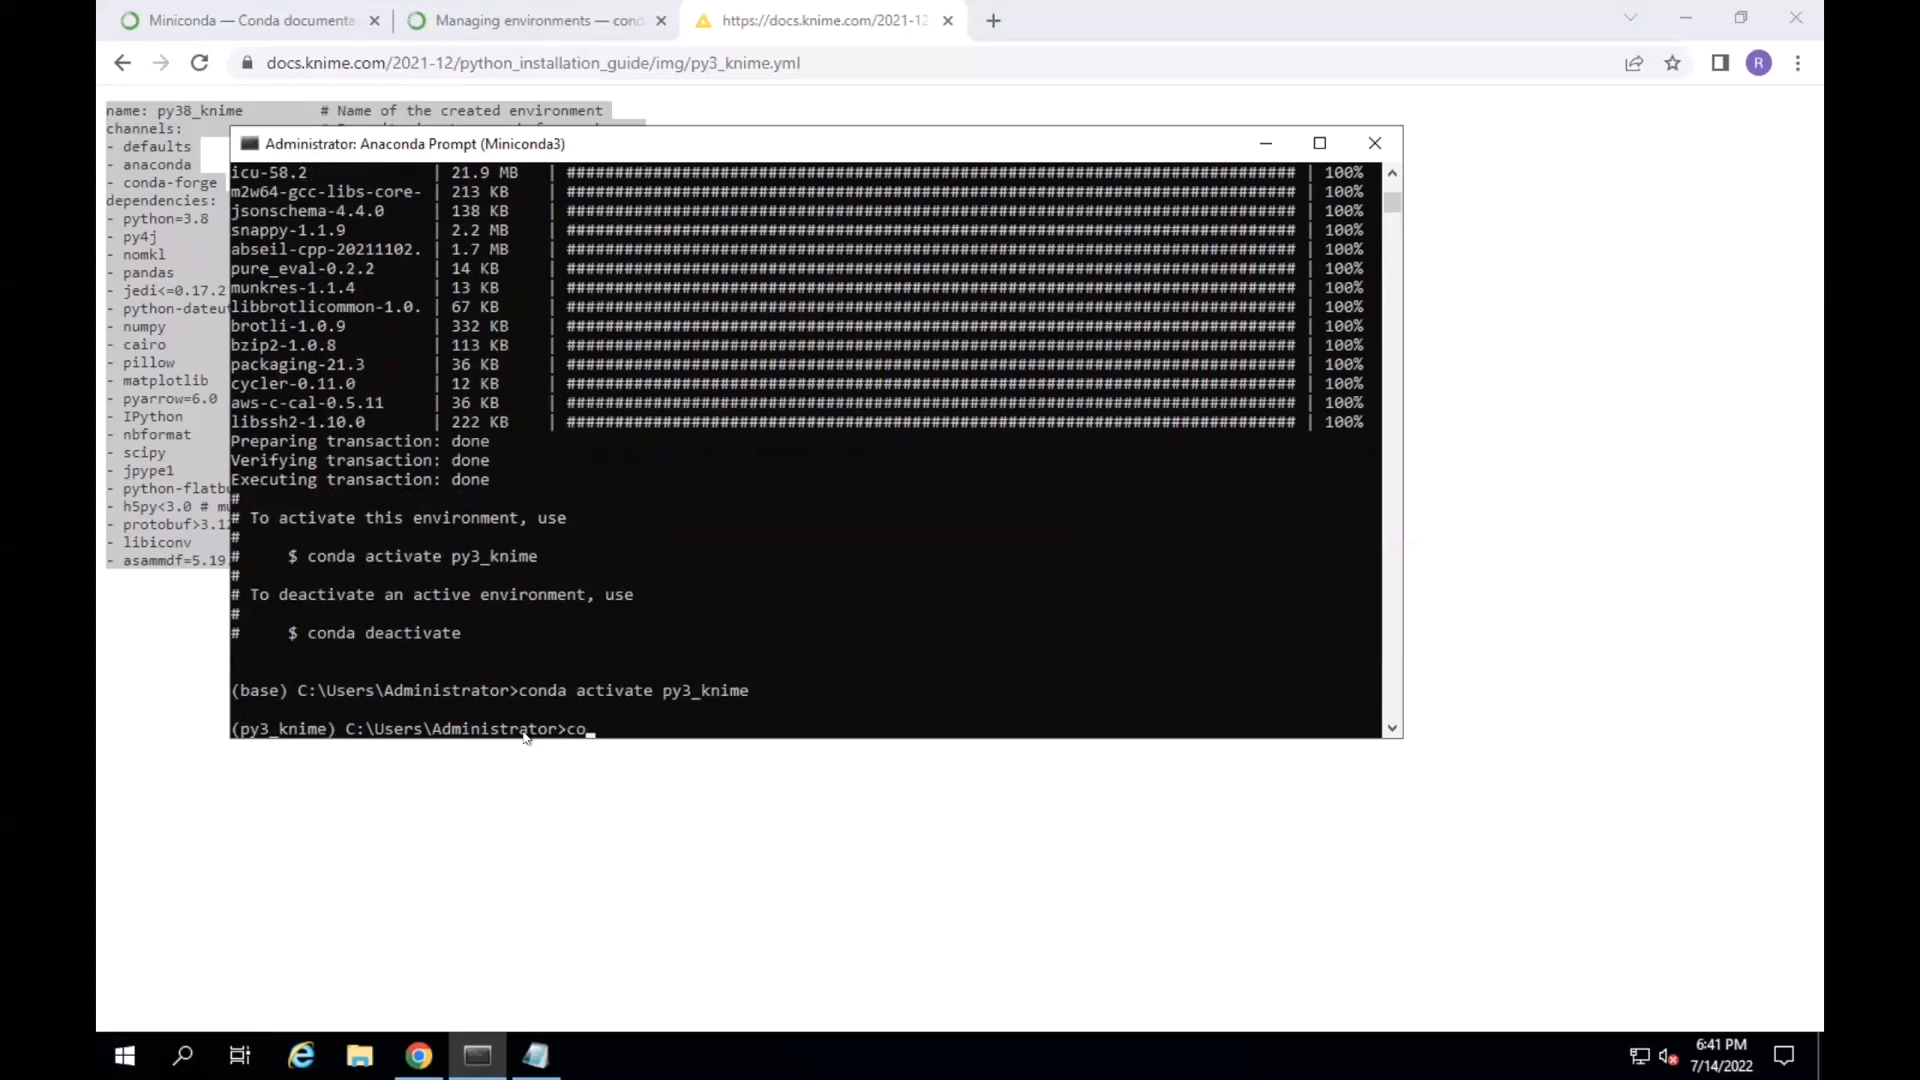 Miniconda — Conda documenta
Managing environments — cond
https://docs.knime.com/2021-12
docs.knime.com/2021-12/python_installation_guide/img/py3_knime.yml
R
name: py38_knime # Name of the created environment
channels:
- defaults
- anaconda
- conda-forge
dependencies:
- python=3.8
- py4j
- nomkl
- pandas
- jedi<=0.17.2
- python-dateut
- numpy
- cairo
- pillow
- matplotlib
- pyarrow=6.0
- IPython
- nbformat
- scipy
- jpype1
- python-flatbu
- h5py<3.0 # mu
- protobuf>3.12
- libiconv
- asammdf=5.19.
Administrator: Anaconda Prompt (Miniconda3)
icu-58.2 | 21.9 MB | ############################################################################ | 100%
m2w64-gcc-libs-core- | 213 KB | ############################################################################ | 100%
jsonschema-4.4.0 | 138 KB | ############################################################################ | 100%
snappy-1.1.9 | 2.2 MB | ############################################################################ | 100%
abseil-cpp-20211102. | 1.7 MB | ############################################################################ | 100%
pure_eval-0.2.2 | 14 KB | ############################################################################ | 100%
munkres-1.1.4 | 13 KB | ############################################################################ | 100%
libbrotlicommon-1.0. | 67 KB | ############################################################################ | 100%
brotli-1.0.9 | 332 KB | ############################################################################ | 100%
bzip2-1.0.8 | 113 KB | ############################################################################ | 100%
packaging-21.3 | 36 KB | ############################################################################ | 100%
cycler-0.11.0 | 12 KB | ############################################################################ | 100%
aws-c-cal-0.5.11 | 36 KB | ############################################################################ | 100%
libssh2-1.10.0 | 222 KB | ############################################################################ | 100%
Preparing transaction: done
Verifying transaction: done
Executing transaction: done
#
# To activate this environment, use
#
# $ conda activate py3_knime
#
# To deactivate an active environment, use
#
# $ conda deactivate
(base) C:\Users\Administrator>conda activate py3_knime
(py3_knime) C:\Users\Administrator>co_
6:41 PM
7/14/2022